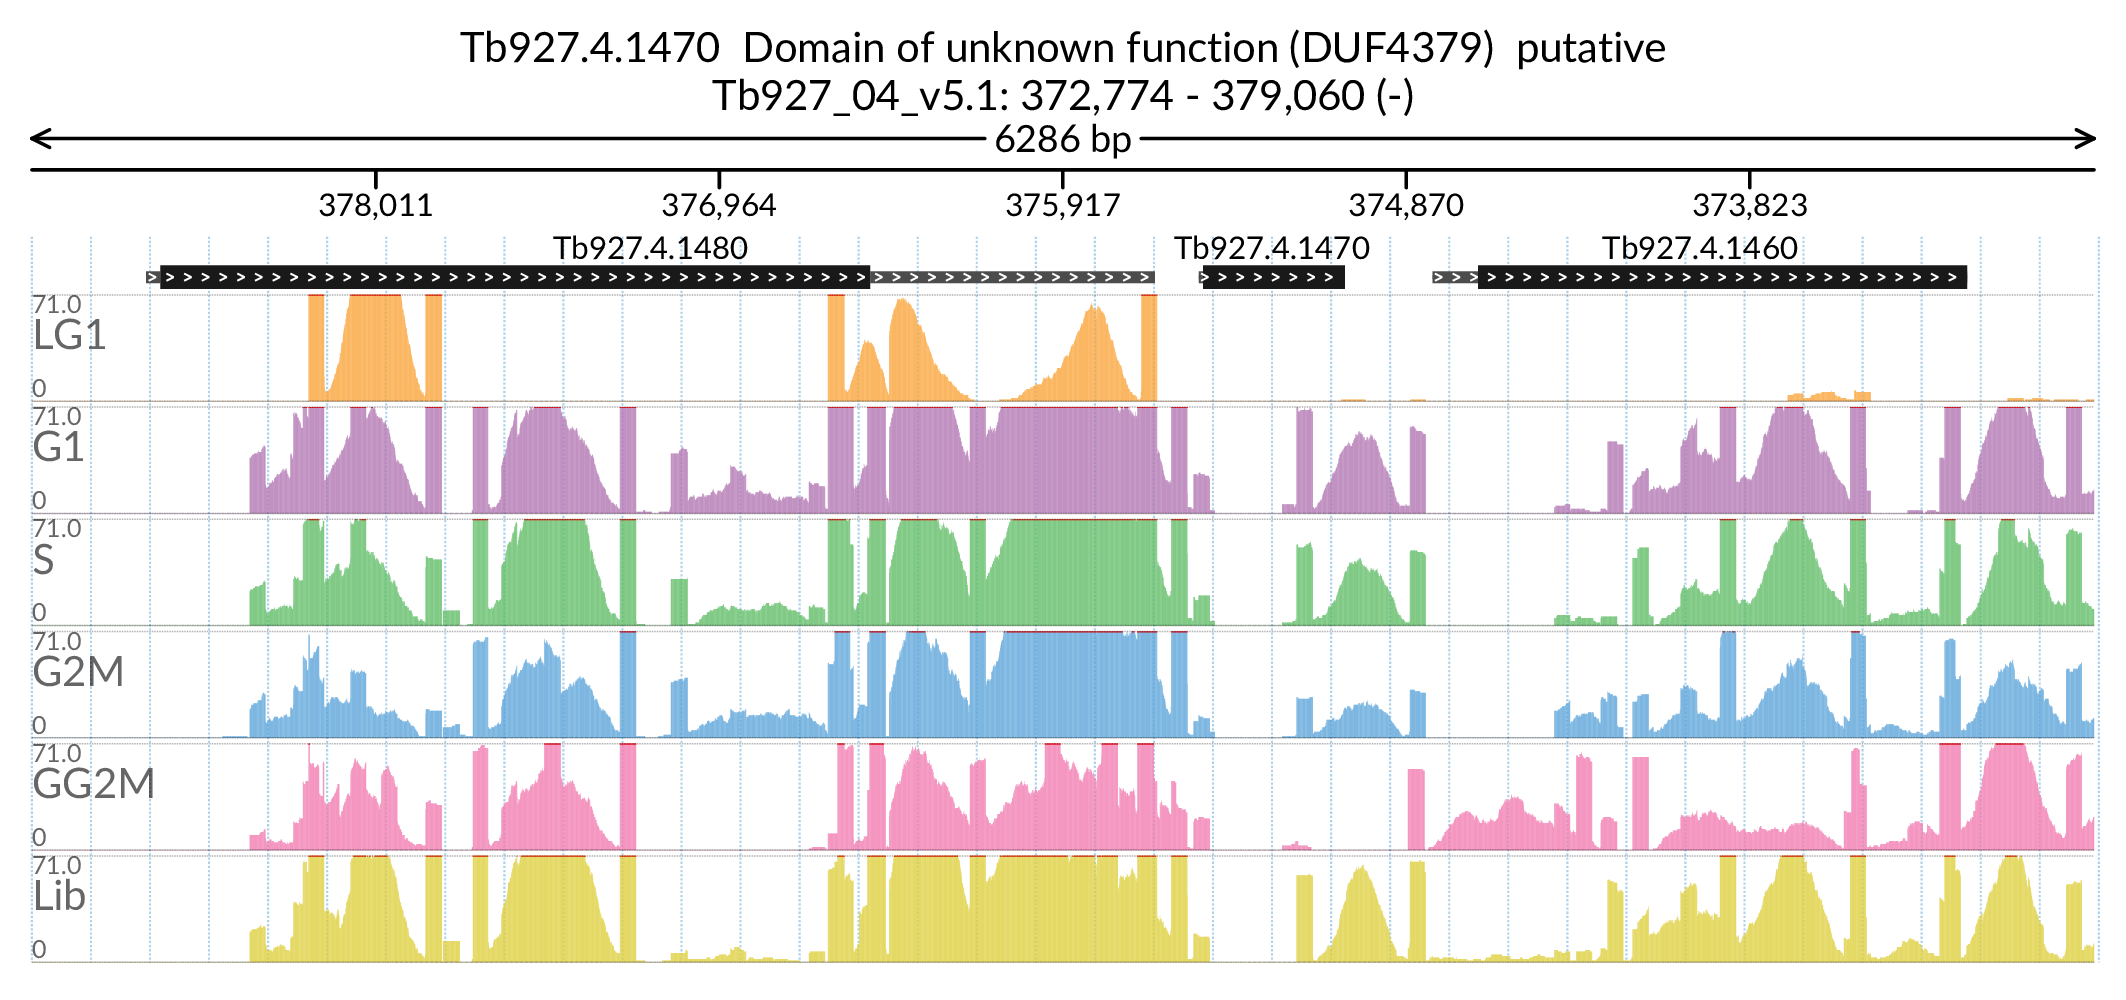 Tb927.4.1470  Domain of unknown function (DUF4379)  putative
Tb927_04_v5.1: 372,774 - 379,060 (-)
6286 bp
378,011 376,964 375,917 374,870 373,823
Tb927.4.1480 Tb927.4.1470 Tb927.4.1460
71.0
LG1
0
71.0
G1
0
71.0
S
0
71.0
G2M
0
71.0
GG2M
0
71.0
Lib
0